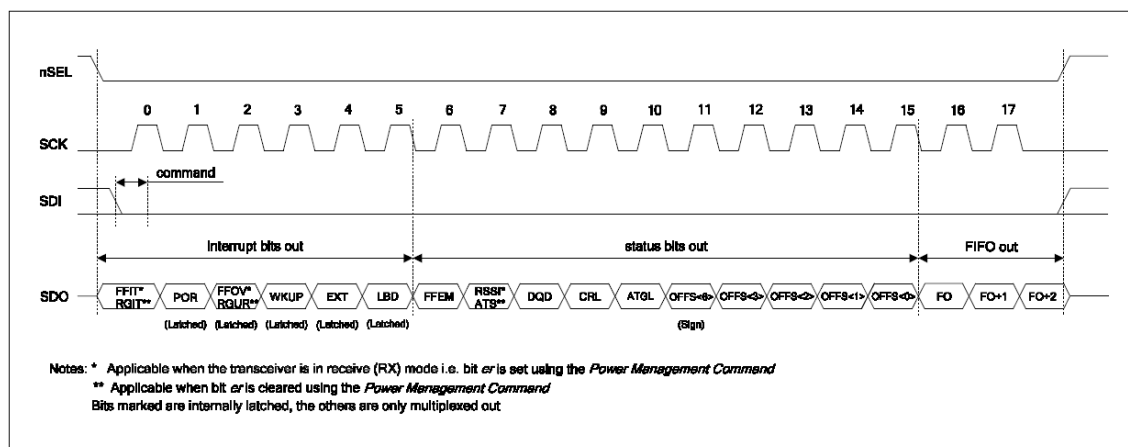 nSEL
0 1 2 3 4 5 6 7 8 9 10 11 12 13 14 15 16 17
SCK
command
SDI
interrupt bits out status bits out FIFO out
SDO
FFIT* RGIT** POR FFOV* RGUR** WKUP EXT LBD FFEM RSSI* ATS** DQD CRL ATGL OFFS<6> OFFS<3> OFFS<2> OFFS<1> OFFS<0> FO FO+1 FO+2
(Latched) (Latched) (Latched) (Latched) (Latched) (Sign)
Notes: * Applicable when the transceiver is in receive (RX) mode i.e. bit er is set using the Power Management Command
** Applicable when bit er is cleared using the Power Management Command
Bits marked are internally latched, the others are only multiplexed out